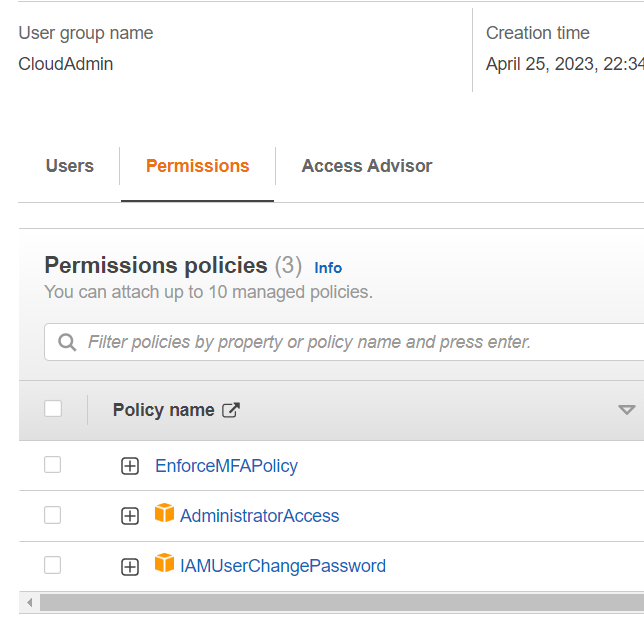 User group name
Creation time
CloudAdmin
April 25, 2023, 22:34
Users
Permissions
Access Advisor
Permissions policies (3) Info
You can attach up to 10 managed policies.
Filter policies by property or policy name and press enter.
Policy name
EnforceMFAPolicy
AdministratorAccess
IAMUserChangePassword